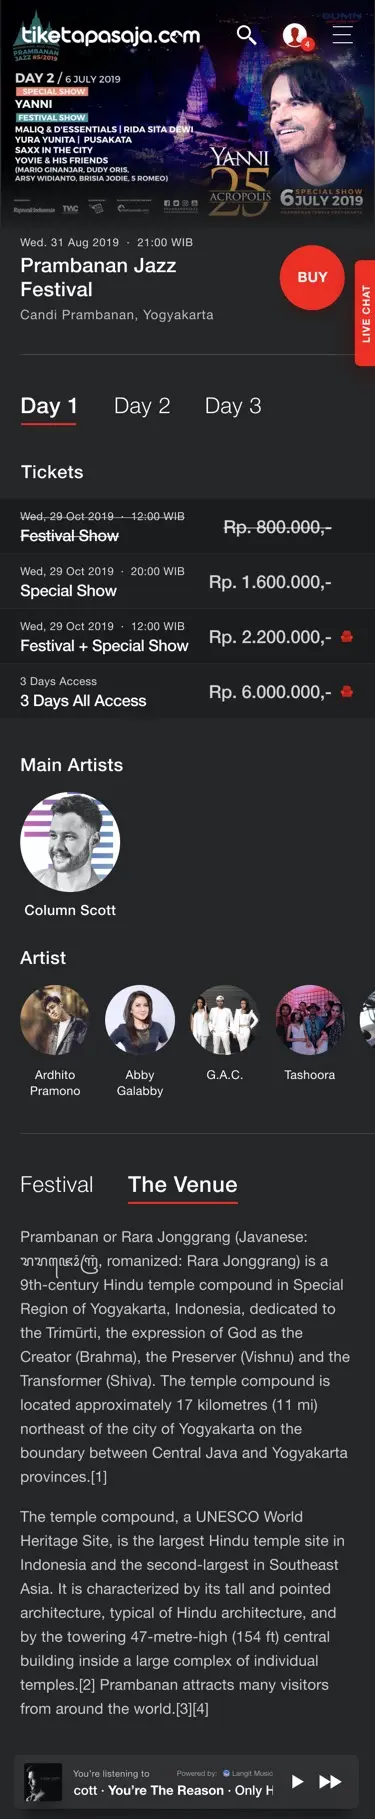 tiketapasaja.com
4
PRAMBANAN
JAZZ #5/2019
DAY 2 / 6 JULY 2019
SPECIAL SHOW
YANNI
FESTIVAL SHOW
MALIQ & D'ESSENTIALS | RIDA SITA DEWI
YURA YUNITA | PUSAKATA
SAXX IN THE CITY
YOVIE & HIS FRIENDS
(MARIO GINANJAR, DUDY ORIS,
ARSY WIDIANTO, BRISIA JODIE, 5 ROMEO)
YANNI
25
ACROPOLIS
6 SPECIAL SHOW
JULY 2019
Wed. 31 Aug 2019 · 21:00 WIB
Prambanan Jazz
Festival
Candi Prambanan, Yogyakarta
BUY
LIVE CHAT
Day 1
Day 2
Day 3
Tickets
Wed, 29 Oct 2019 · 12:00 WIB
Festival Show
Rp. 800.000,-
Wed, 29 Oct 2019 · 20:00 WIB
Special Show
Rp. 1.600.000,-
Wed, 29 Oct 2019 · 12:00 WIB
Festival + Special Show
Rp. 2.200.000,-
3 Days Access
3 Days All Access
Rp. 6.000.000,-
Main Artists
Column Scott
Artist
Ardhito
Pramono
Abby
Galabby
G.A.C.
Tashoora
Festival
The Venue
Prambanan or Rara Jonggrang (Javanese:
romanized: Rara Jonggrang) is a
9th-century Hindu temple compound in Special
Region of Yogyakarta, Indonesia, dedicated to
the Trimūrti, the expression of God as the
Creator (Brahma), the Preserver (Vishnu) and the
Transformer (Shiva). The temple compound is
located approximately 17 kilometres (11 mi)
northeast of the city of Yogyakarta on the
boundary between Central Java and Yogyakarta
provinces.[1]
The temple compound, a UNESCO World
Heritage Site, is the largest Hindu temple site in
Indonesia and the second-largest in Southeast
Asia. It is characterized by its tall and pointed
architecture, typical of Hindu architecture, and
by the towering 47-metre-high (154 ft) central
building inside a large complex of individual
temples.[2] Prambanan attracts many visitors
from around the world.[3][4]
You're listening to
Powered by: Langit Music
cott · You're The Reason · Only H